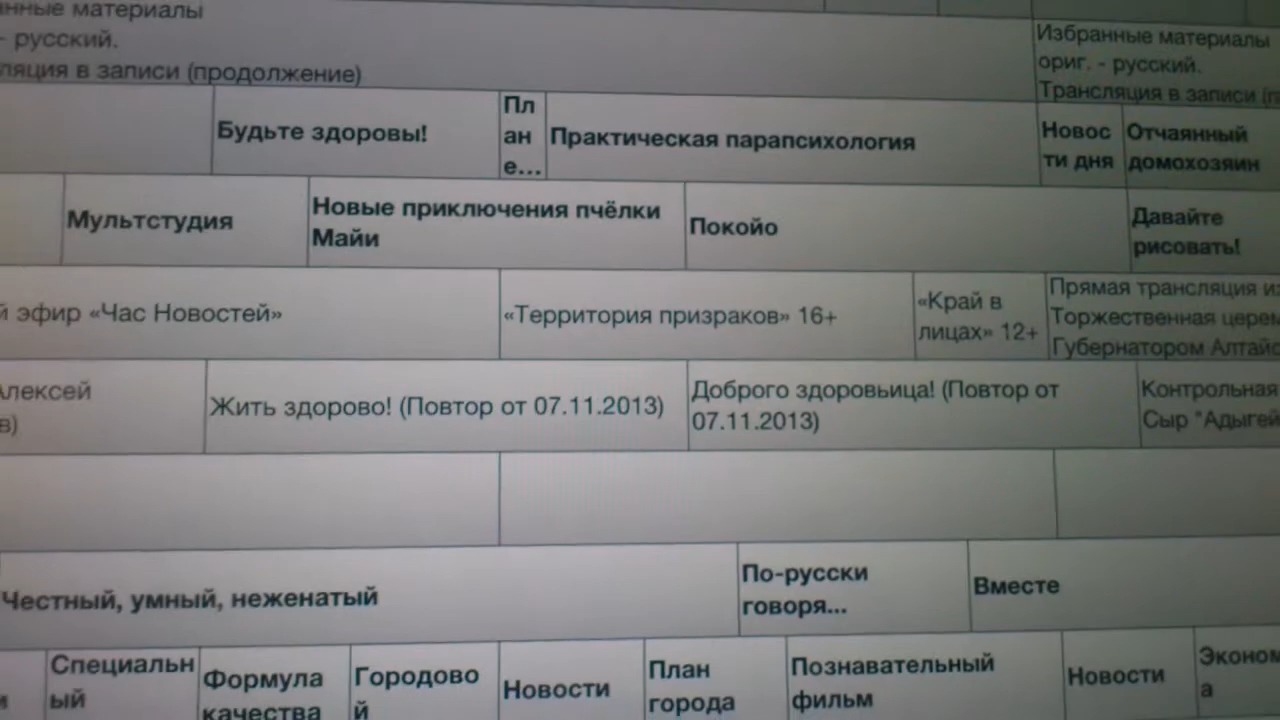 нные материалы
- русский.
ляция в записи (продолжение)
Избранные материалы
ориг. - русский.
Трансляция в записи
Будьте здоровы!
Пл
ан
е...
Практическая парапсихология
Новос
ти дня
Отчаянный
домохозяин
Мультстудия
Новые приключения пчёлки
Майи
Покойо
Давайте
рисовать!
й эфир «Час Новостей»
«Территория призраков» 16+
«Край в
лицах» 12+
Прямая трансляция из
Торжественная церем
Губернатором Алтайс
Алексей
в)
Жить здорово! (Повтор от 07.11.2013)
Доброго здоровьица! (Повтор от
07.11.2013)
Контрольная
Сыр "Адыгей
Честный, умный, неженатый
По-русски
говоря...
Вместе
и
Специальн
ый
Формула
качества
Городово
й
Новости
План
города
Познавательный
фильм
Новости
Эконом
а